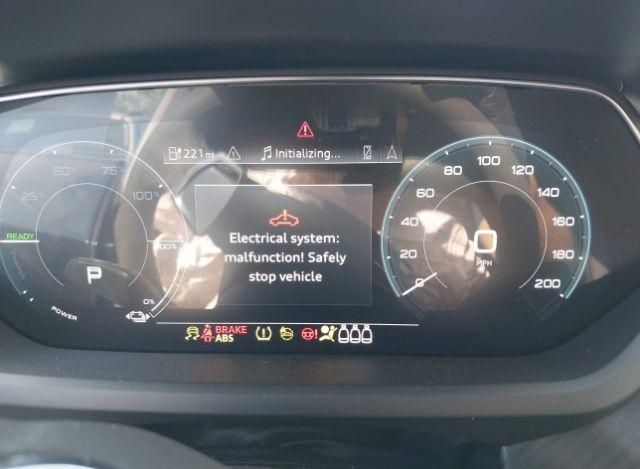 221 mi Initializing...
50% 75%
25% 100%
READY
100%
P
0%
POWER
Electrical system:
malfunction! Safely
stop vehicle
0 20 40 60 80 100 120 140 160 180 200
0
MPH
BRAKE
ABS